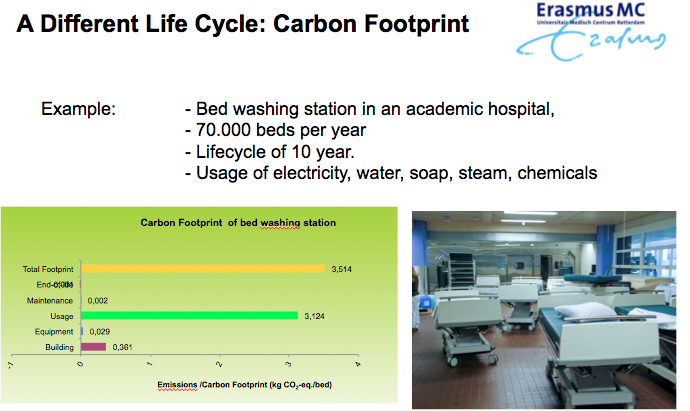 A Different Life Cycle: Carbon Footprint
Erasmus MC
Universitair Medisch Centrum Rotterdam
Erasmus
Example:
- Bed washing station in an academic hospital,
- 70.000 beds per year
- Lifecycle of 10 year.
- Usage of electricity, water, soap, steam, chemicals
Carbon Footprint of bed washing station
Total Footprint 3,514
End-
Maintenance 0,002
Usage 3,124
Equipment 0,029
Building 0,361
-1 0 1 2 3 4
Emissions /Carbon Footprint (kg CO₂-eq./bed)